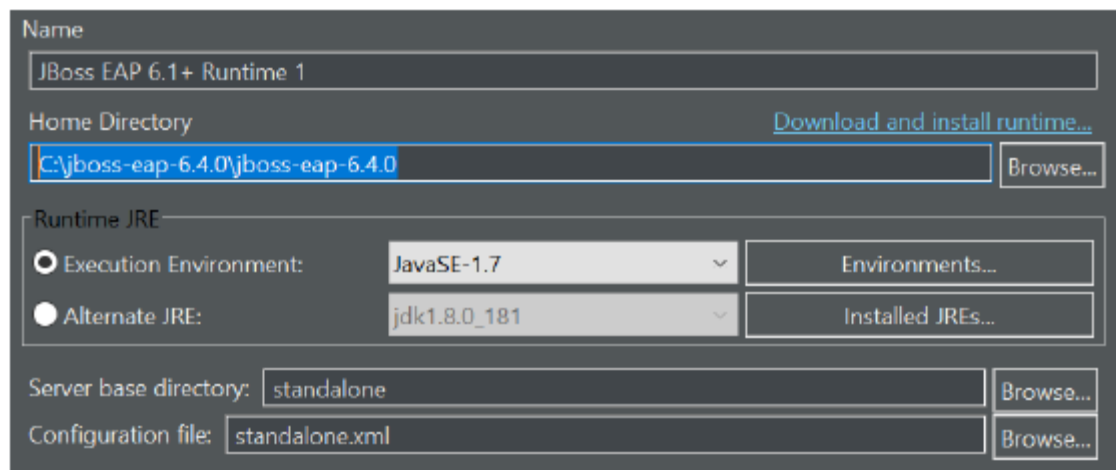 Name
JBoss EAP 6.1+ Runtime 1
Home Directory Download and install runtime...
C:\jboss-eap-6.4.0\jboss-eap-6.4.0 Browse...
Runtime JRE
Execution Environment: JavaSE-1.7 Environments...
Alternate JRE: jdk1.8.0_181 Installed JREs...
Server base directory: standalone Browse...
Configuration file: standalone.xml Browse...